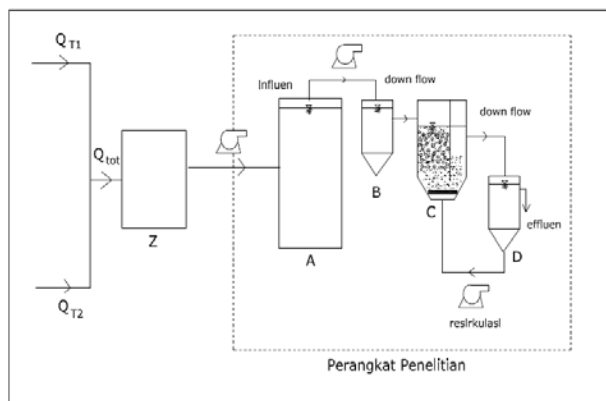 Q T1
Influen
down flow
down flow
Q tot
B
C
effluen
Z
A
D
Q T2
resirkulasi
Perangkat Penelitian